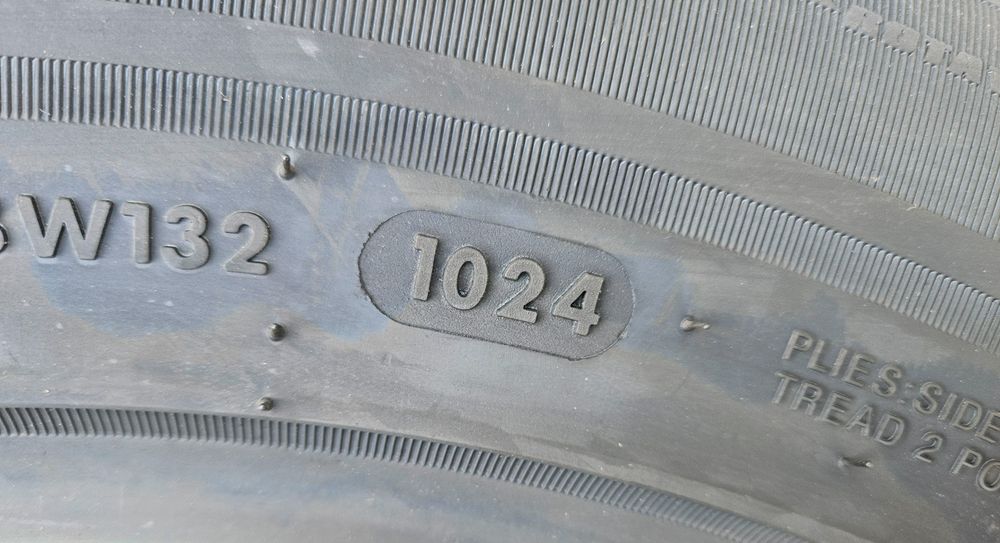 W132
1024
PLIES:SIDE
TREAD 2 PO